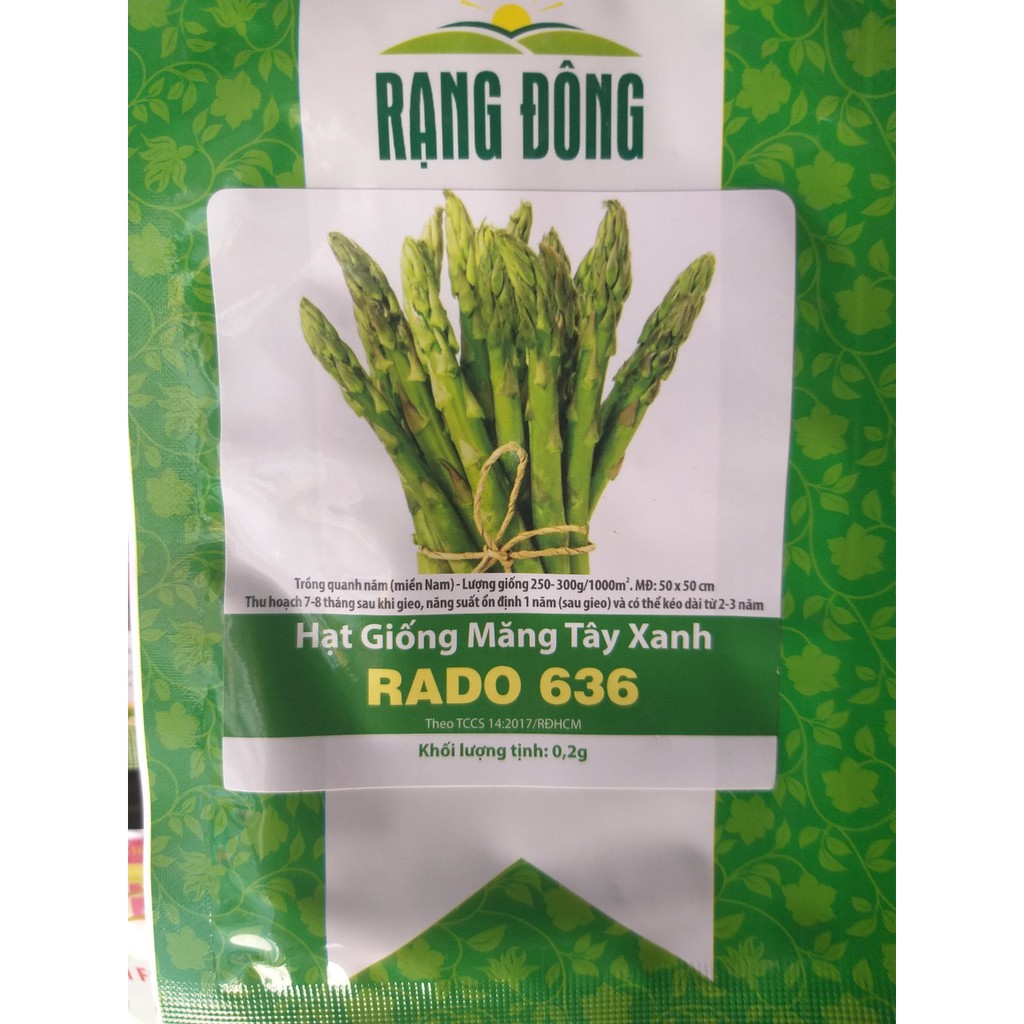 RẠNG ĐÔNG
Trồng quanh năm (miền Nam) - Lượng giống 250- 300g/1000m². MĐ: 50 x 50 cm
Thu hoạch 7-8 tháng sau khi gieo, năng suất ổn định 1 năm (sau gieo) và có thể kéo dài từ 2-3 năm
Hạt Giống Măng Tây Xanh
RADO 636
Theo TCCS 14:2017/RĐHCM
Khối lượng tịnh: 0,2g